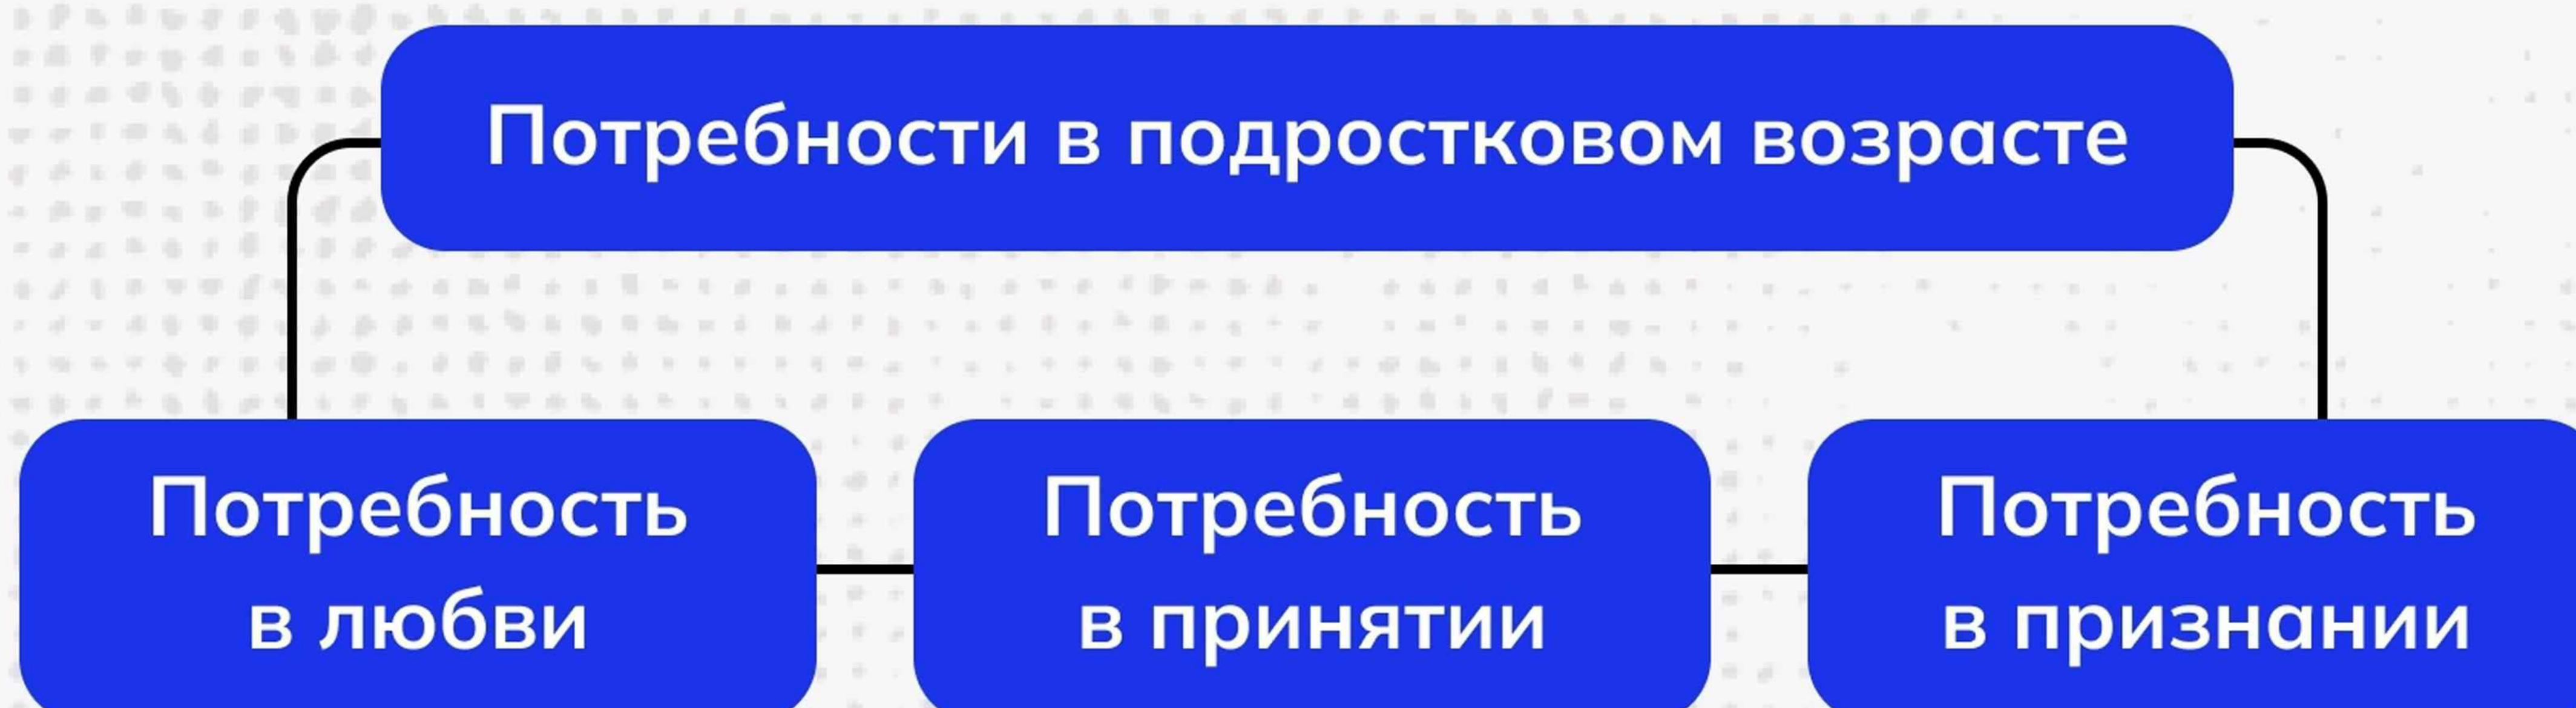 Потребности в подростковом возрасте
Потребность
в любви
Потребность
в принятии
Потребность
в признании